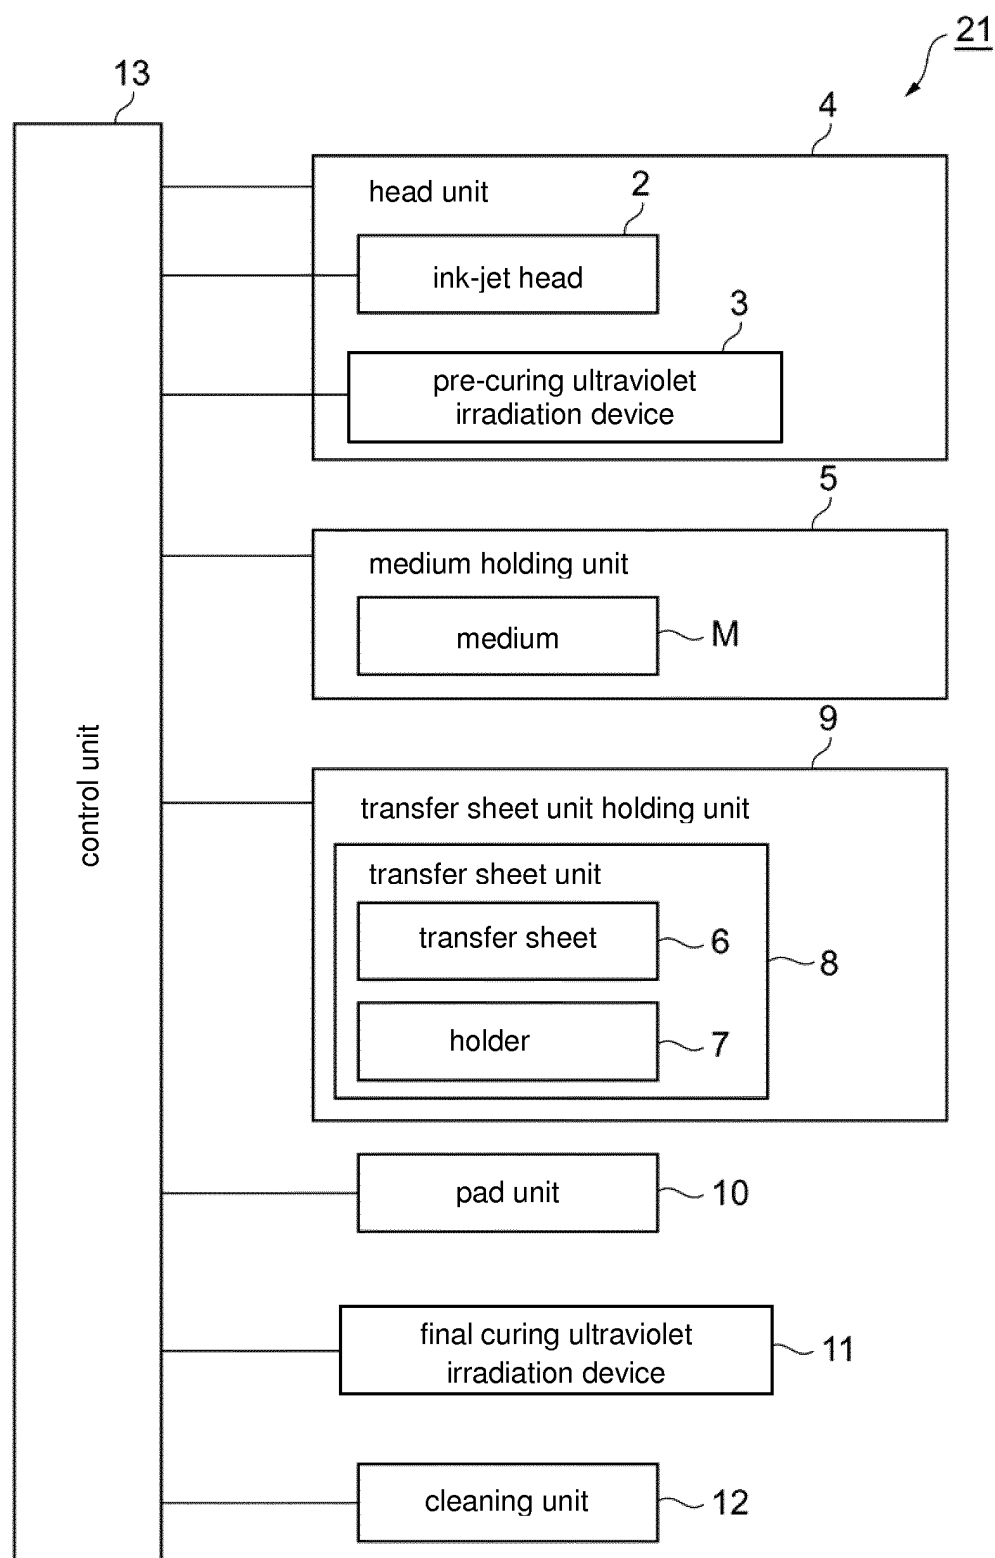 21
13
4
head unit
2
ink-jet head
3
pre-curing ultraviolet
irradiation device
5
medium holding unit
medium
M
control unit
9
transfer sheet unit holding unit
transfer sheet unit
transfer sheet
6
8
holder
7
pad unit
10
final curing ultraviolet
irradiation device
11
cleaning unit
12